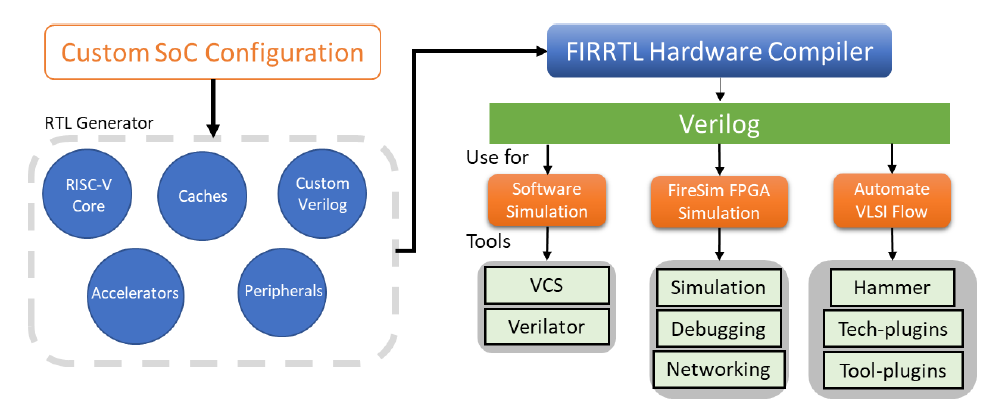 Custom SoC Configuration
RTL Generator
RISC-V
Core
Caches
Custom
Verilog
Accelerators
Peripherals
FIRRTL Hardware Compiler
Verilog
Use for
Software
Simulation
FireSim FPGA
Simulation
Automate
VLSI Flow
Tools
VCS
Verilator
Simulation
Debugging
Networking
Hammer
Tech-plugins
Tool-plugins